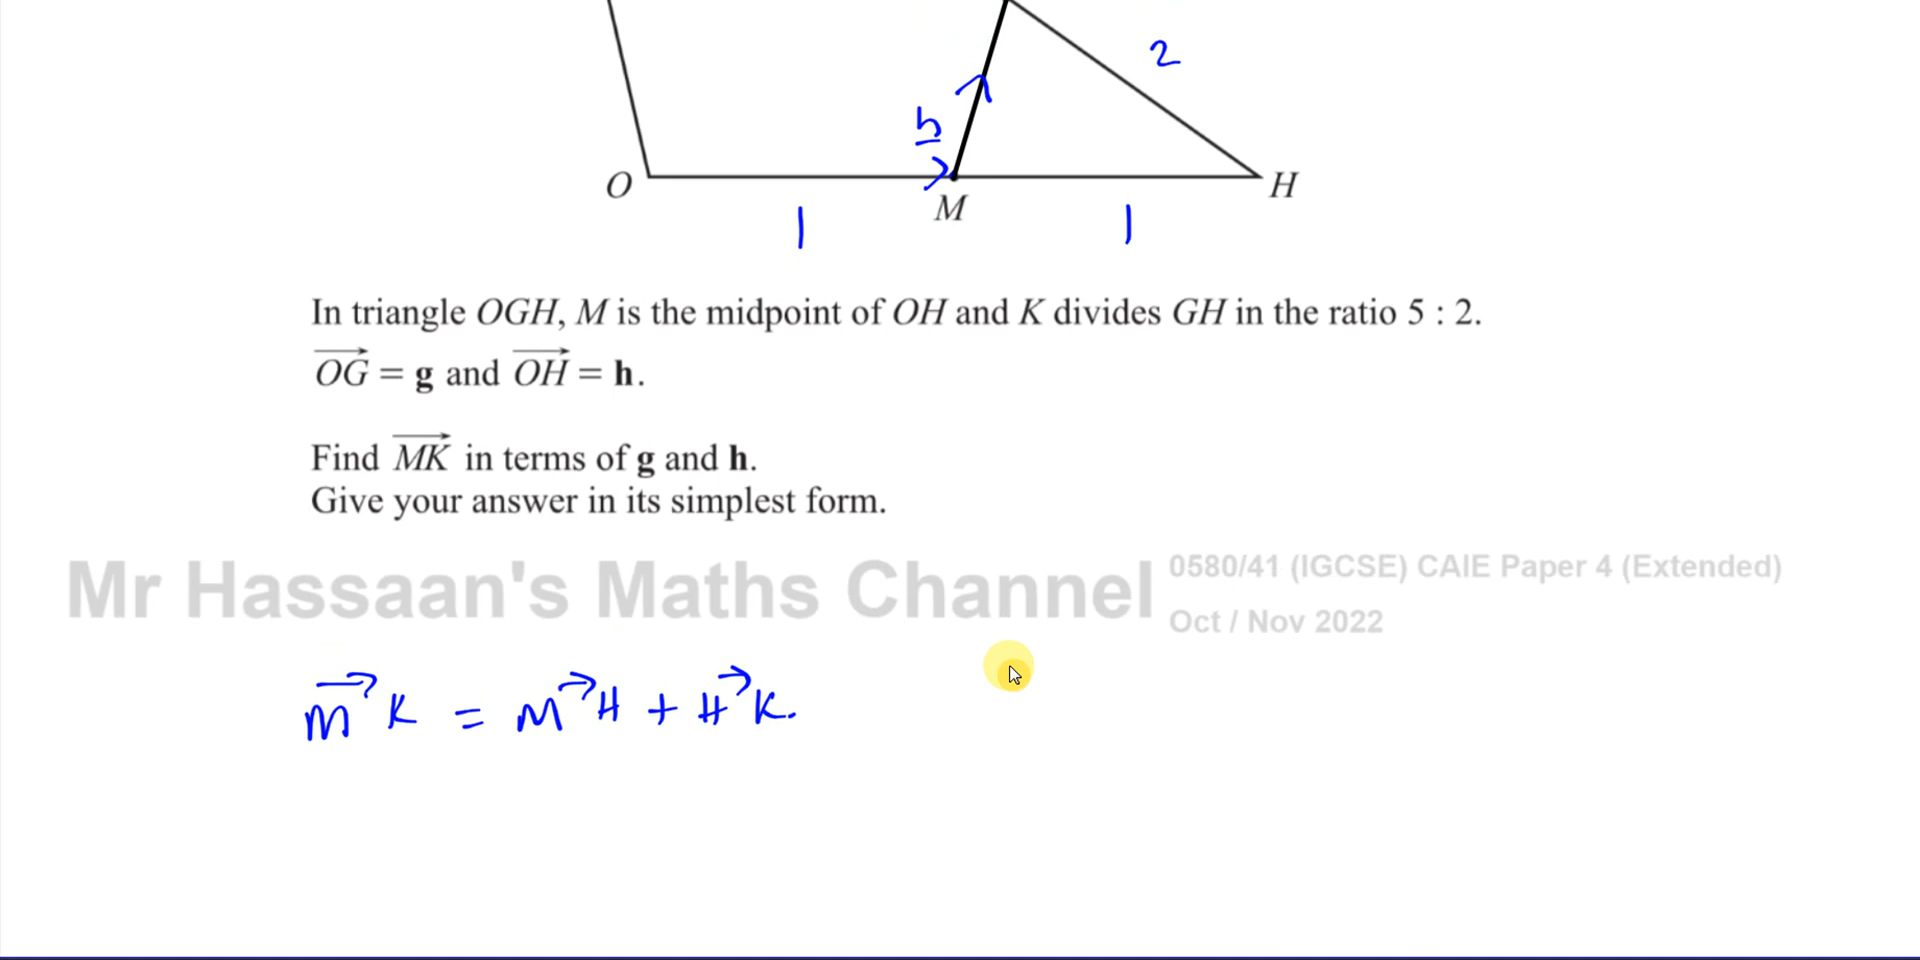 2
h
O
M
H
1
1
In triangle OGH, M is the midpoint of OH and K divides GH in the ratio 5 : 2.
OG = g and OH = h.
Find MK in terms of g and h.
Give your answer in its simplest form.
Mr Hassaan's Maths Channel
0580/41 (IGCSE) CAIE Paper 4 (Extended)
Oct / Nov 2022
MK = MH + HK.